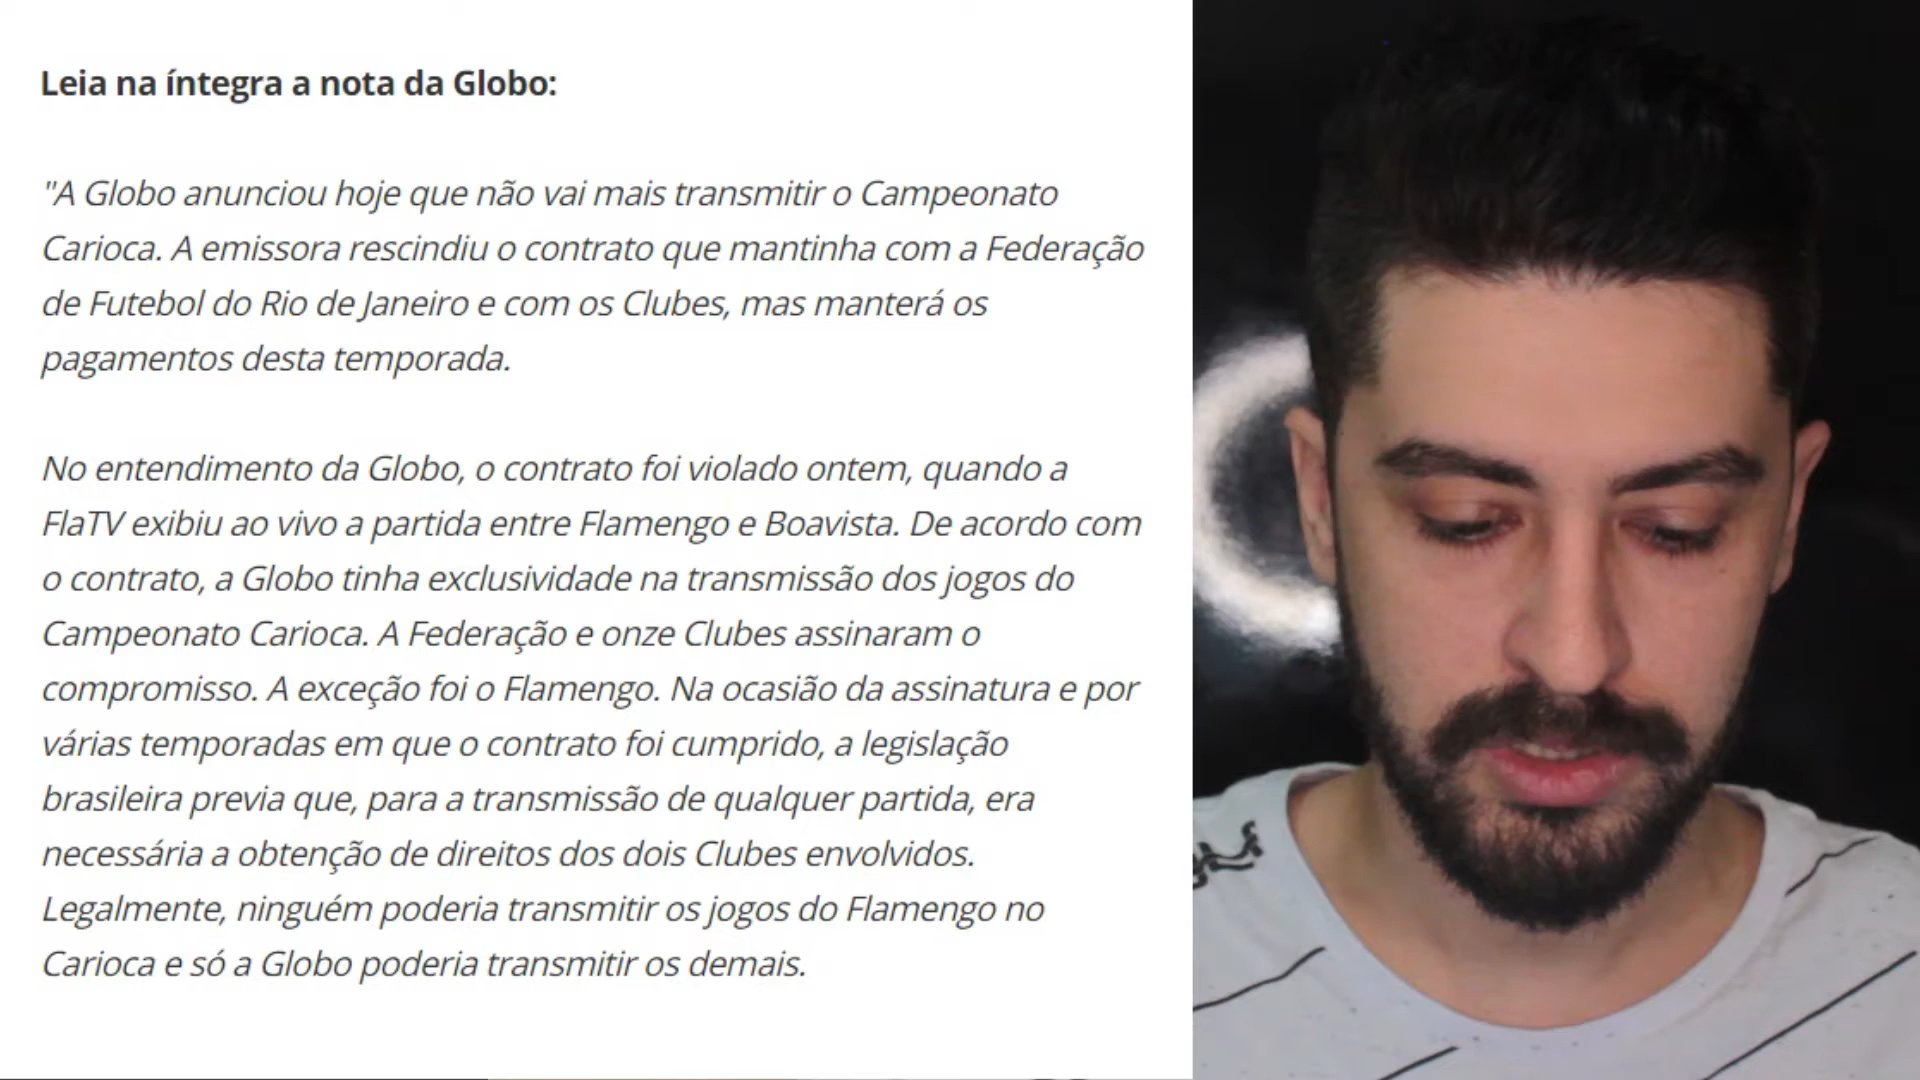 Leia na íntegra a nota da Globo:
"A Globo anunciou hoje que não vai mais transmitir o Campeonato
Carioca. A emissora rescindiu o contrato que mantinha com a Federação
de Futebol do Rio de Janeiro e com os Clubes, mas manterá os
pagamentos desta temporada.
No entendimento da Globo, o contrato foi violado ontem, quando a
FlaTV exibiu ao vivo a partida entre Flamengo e Boavista. De acordo com
o contrato, a Globo tinha exclusividade na transmissão dos jogos do
Campeonato Carioca. A Federação e onze Clubes assinaram o
compromisso. A exceção foi o Flamengo. Na ocasião da assinatura e por
várias temporadas em que o contrato foi cumprido, a legislação
brasileira previa que, para a transmissão de qualquer partida, era
necessária a obtenção de direitos dos dois Clubes envolvidos.
Legalmente, ninguém poderia transmitir os jogos do Flamengo no
Carioca e só a Globo poderia transmitir os demais.